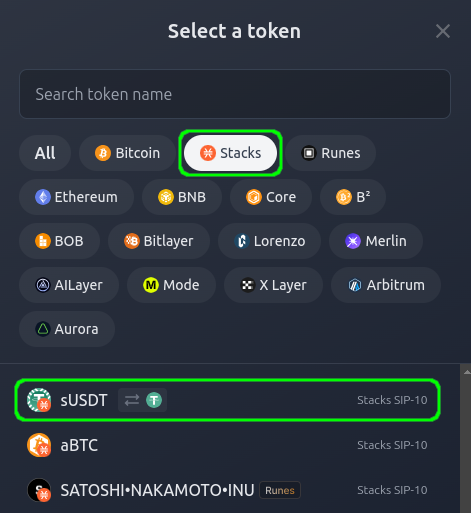 Select a token
Search token name
All Bitcoin Stacks Runes
Ethereum BNB Core B²
BOB Bitlayer Lorenzo Merlin
AILayer Mode X Layer Arbitrum
Aurora
sUSDT Stacks SIP-10
aBTC Stacks SIP-10
SATOSHI•NAKAMOTO•INU Runes Stacks SIP-10